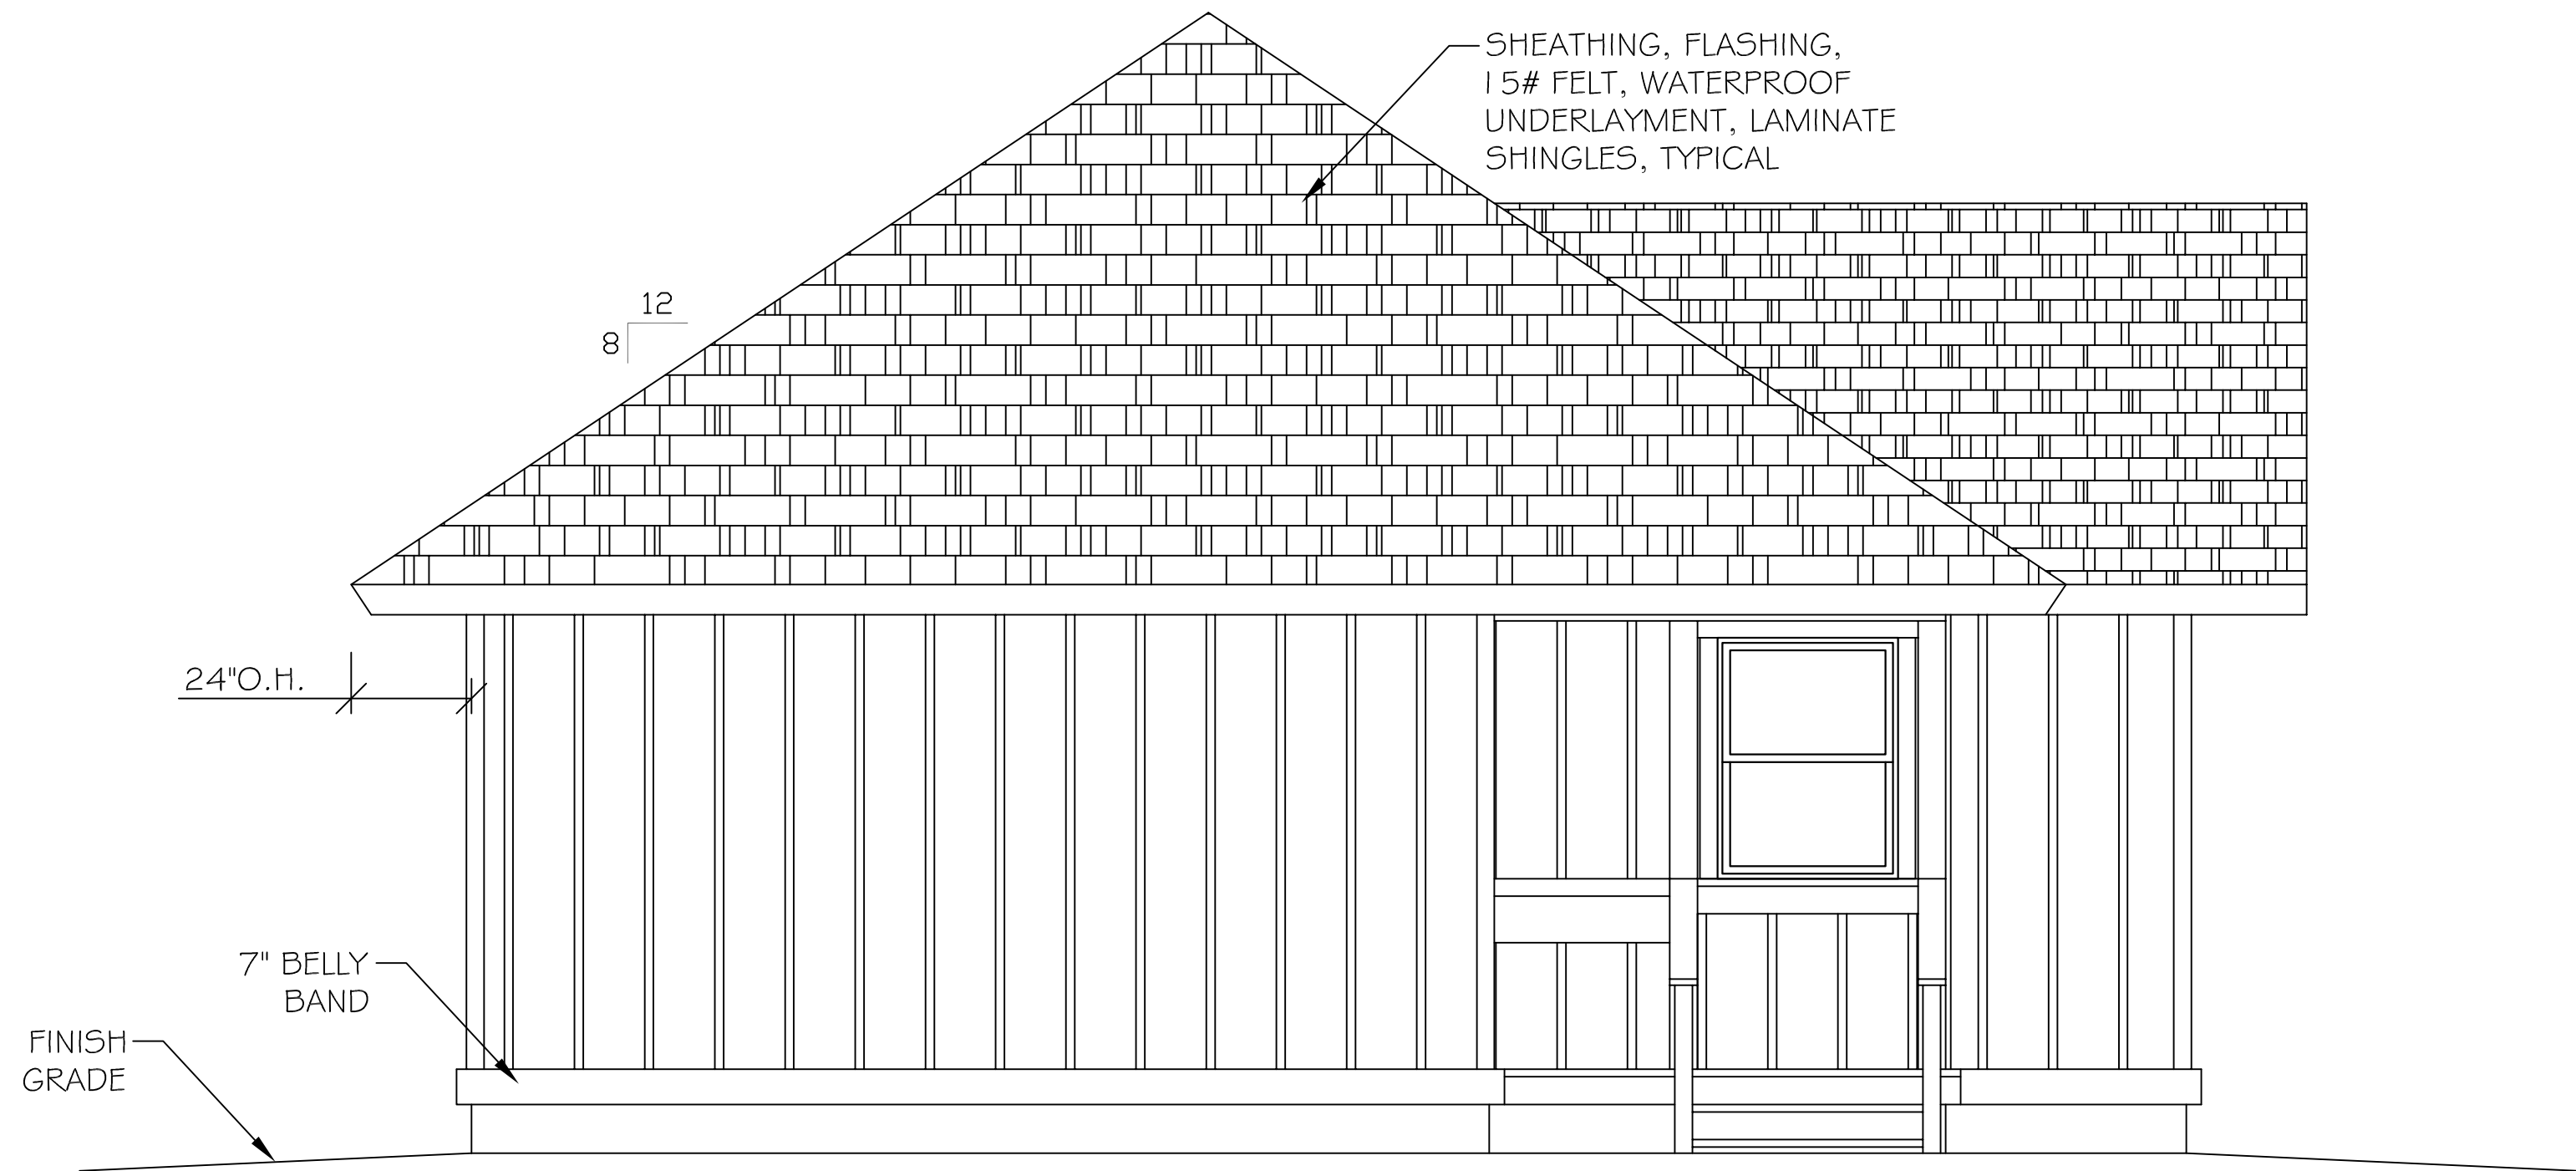 SHEATHING, FLASHING,
15# FELT, WATERPROOF
UNDERLAYMENT, LAMINATE
SHINGLES, TYPICAL
12
8
24"O.H.
7" BELLY
BAND
FINISH
GRADE